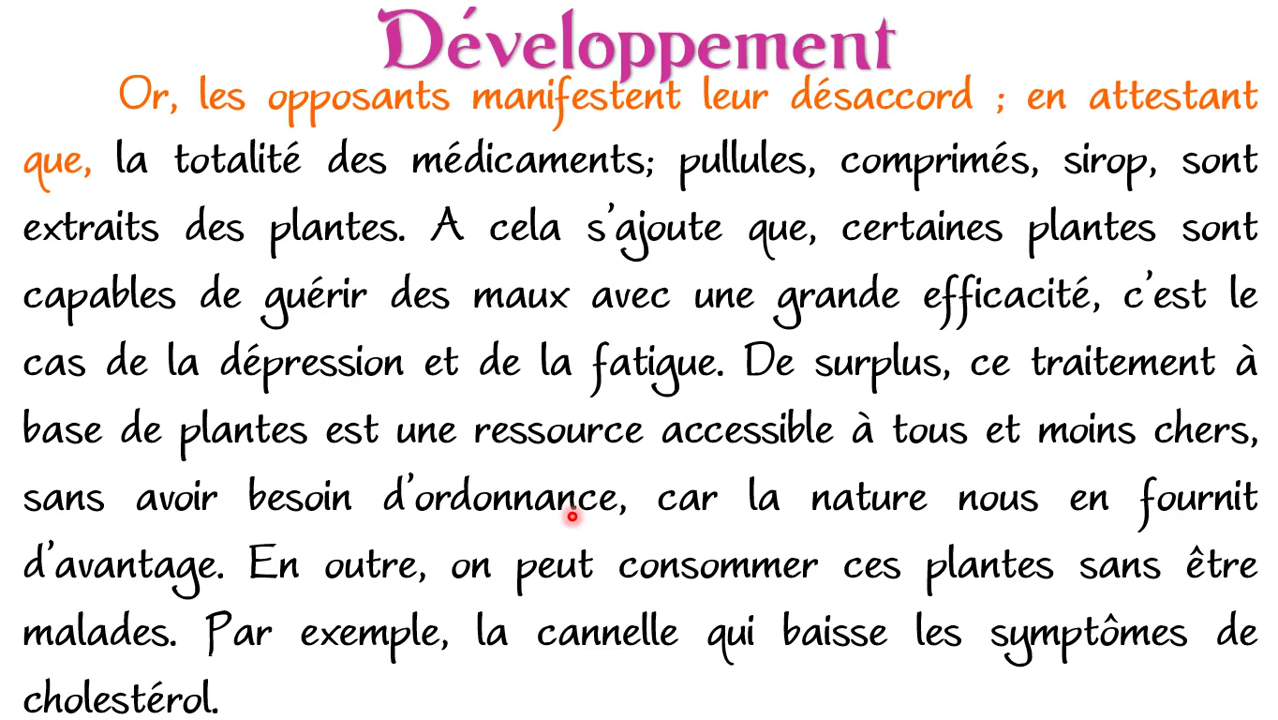 Développement
Or, les opposants manifestent leur désaccord ; en attestant
que, la totalité des médicaments; pullules, comprimés, sirop, sont
extraits des plantes. A cela s'ajoute que, certaines plantes sont
capables de guérir des maux avec une grande efficacité, c'est le
cas de la dépression et de la fatigue. De surplus, ce traitement à
base de plantes est une ressource accessible à tous et moins chers,
sans avoir besoin d'ordonnance, car la nature nous en fournit
d'avantage. En outre, on peut consommer ces plantes sans être
malades. Par exemple, la cannelle qui baisse les symptômes de
cholestérol.